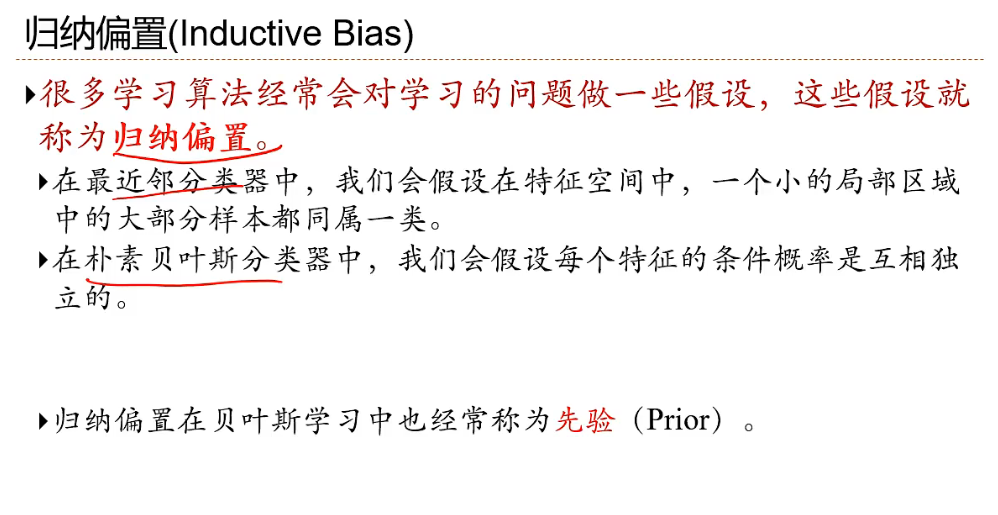 归纳偏置(Inductive Bias)
很多学习算法经常会对学习的问题做一些假设，这些假设就
称为归纳偏置。
在最近邻分类器中，我们会假设在特征空间中，一个小的局部区域
中的大部分样本都同属一类。
在朴素贝叶斯分类器中，我们会假设每个特征的条件概率是互相独
立的。
归纳偏置在贝叶斯学习中也经常称为先验（Prior）。